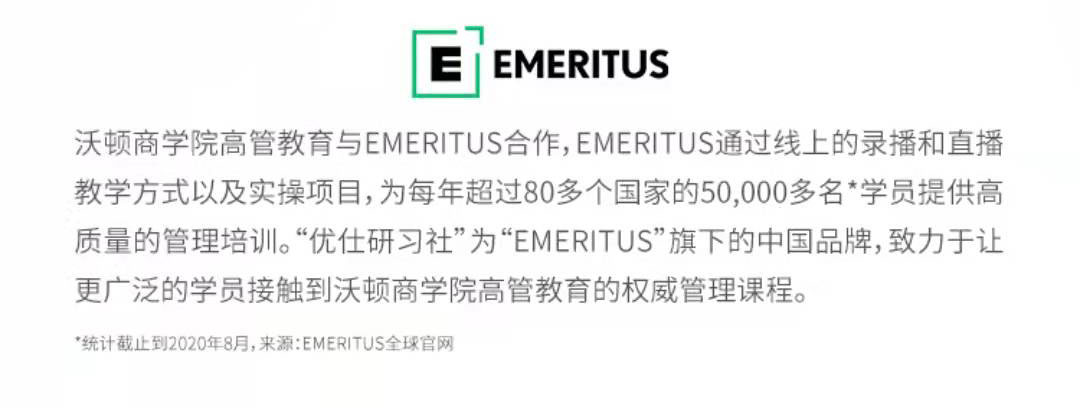 E EMERITUS
沃顿商学院高管教育与EMERITUS合作，EMERITUS通过线上的录播和直播
教学方式以及实操项目，为每年超过80多个国家的50,000多名*学员提供高
质量的管理培训。“优仕研习社”为“EMERITUS”旗下的中国品牌，致力于让
更广泛的学员接触到沃顿商学院高管教育的权威管理课程。
*统计截止到2020年8月，来源：EMERITUS全球官网